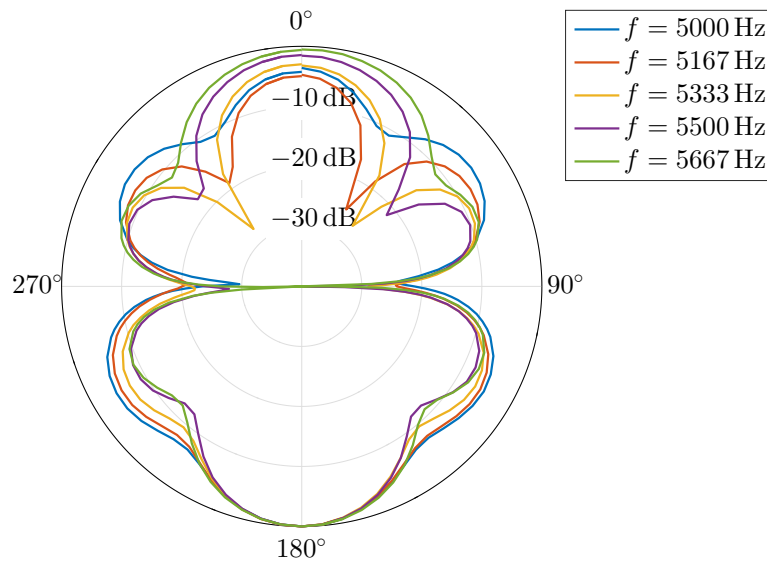 0°
f = 5000 Hz
f = 5167 Hz
f = 5333 Hz
f = 5500 Hz
f = 5667 Hz
−10 dB
−20 dB
−30 dB
270°
90°
180°